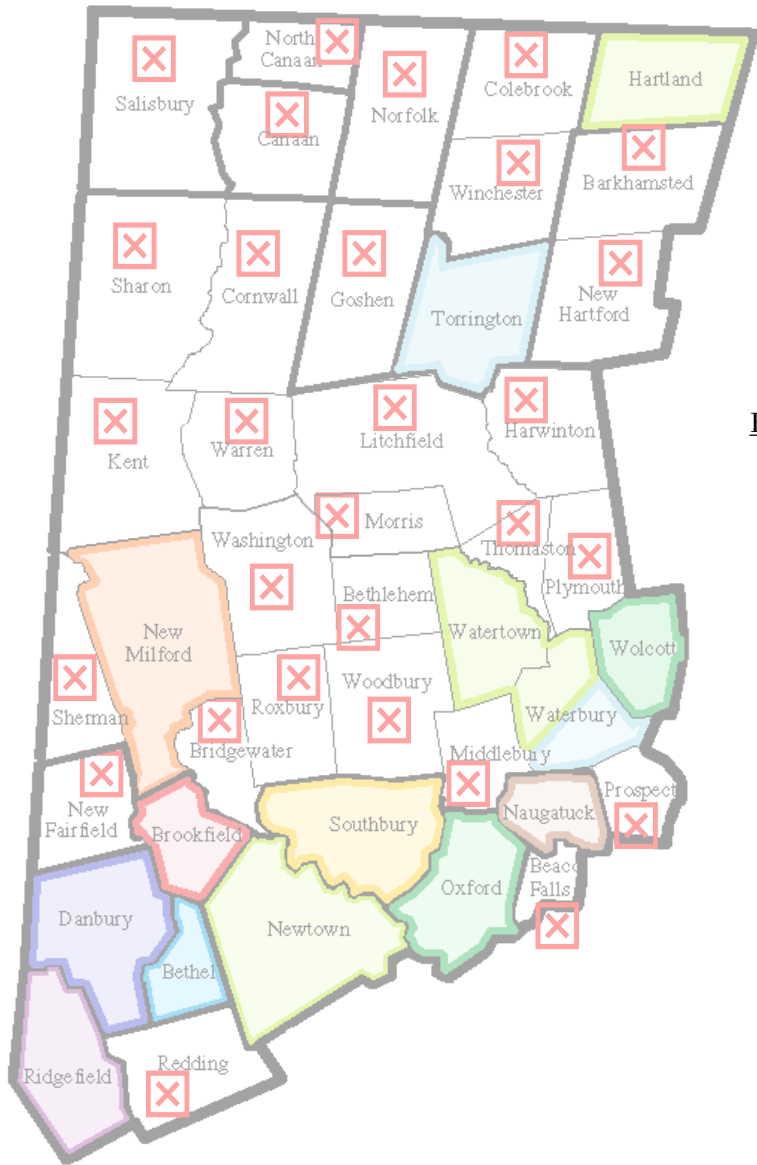 North
Canaan
Salisbury
Canaan
Norfolk
Colebrook
Hartland
Winchester
Barkhamsted
Sharon
Cornwall
Goshen
Torrington
New
Hartford
Kent
Warren
Litchfield
Harwinton
Washington
Morris
Thomaston
Plymouth
Bethlehem
New
Milford
Watertown
Wolcott
Sherman
Roxbury
Woodbury
Waterbury
Bridgewater
Middlebury
New
Fairfield
Brookfield
Southbury
Naugatuck
Prospect
Beac
Falls
Oxford
Danbury
Newtown
Bethel
Ridgefield
Redding